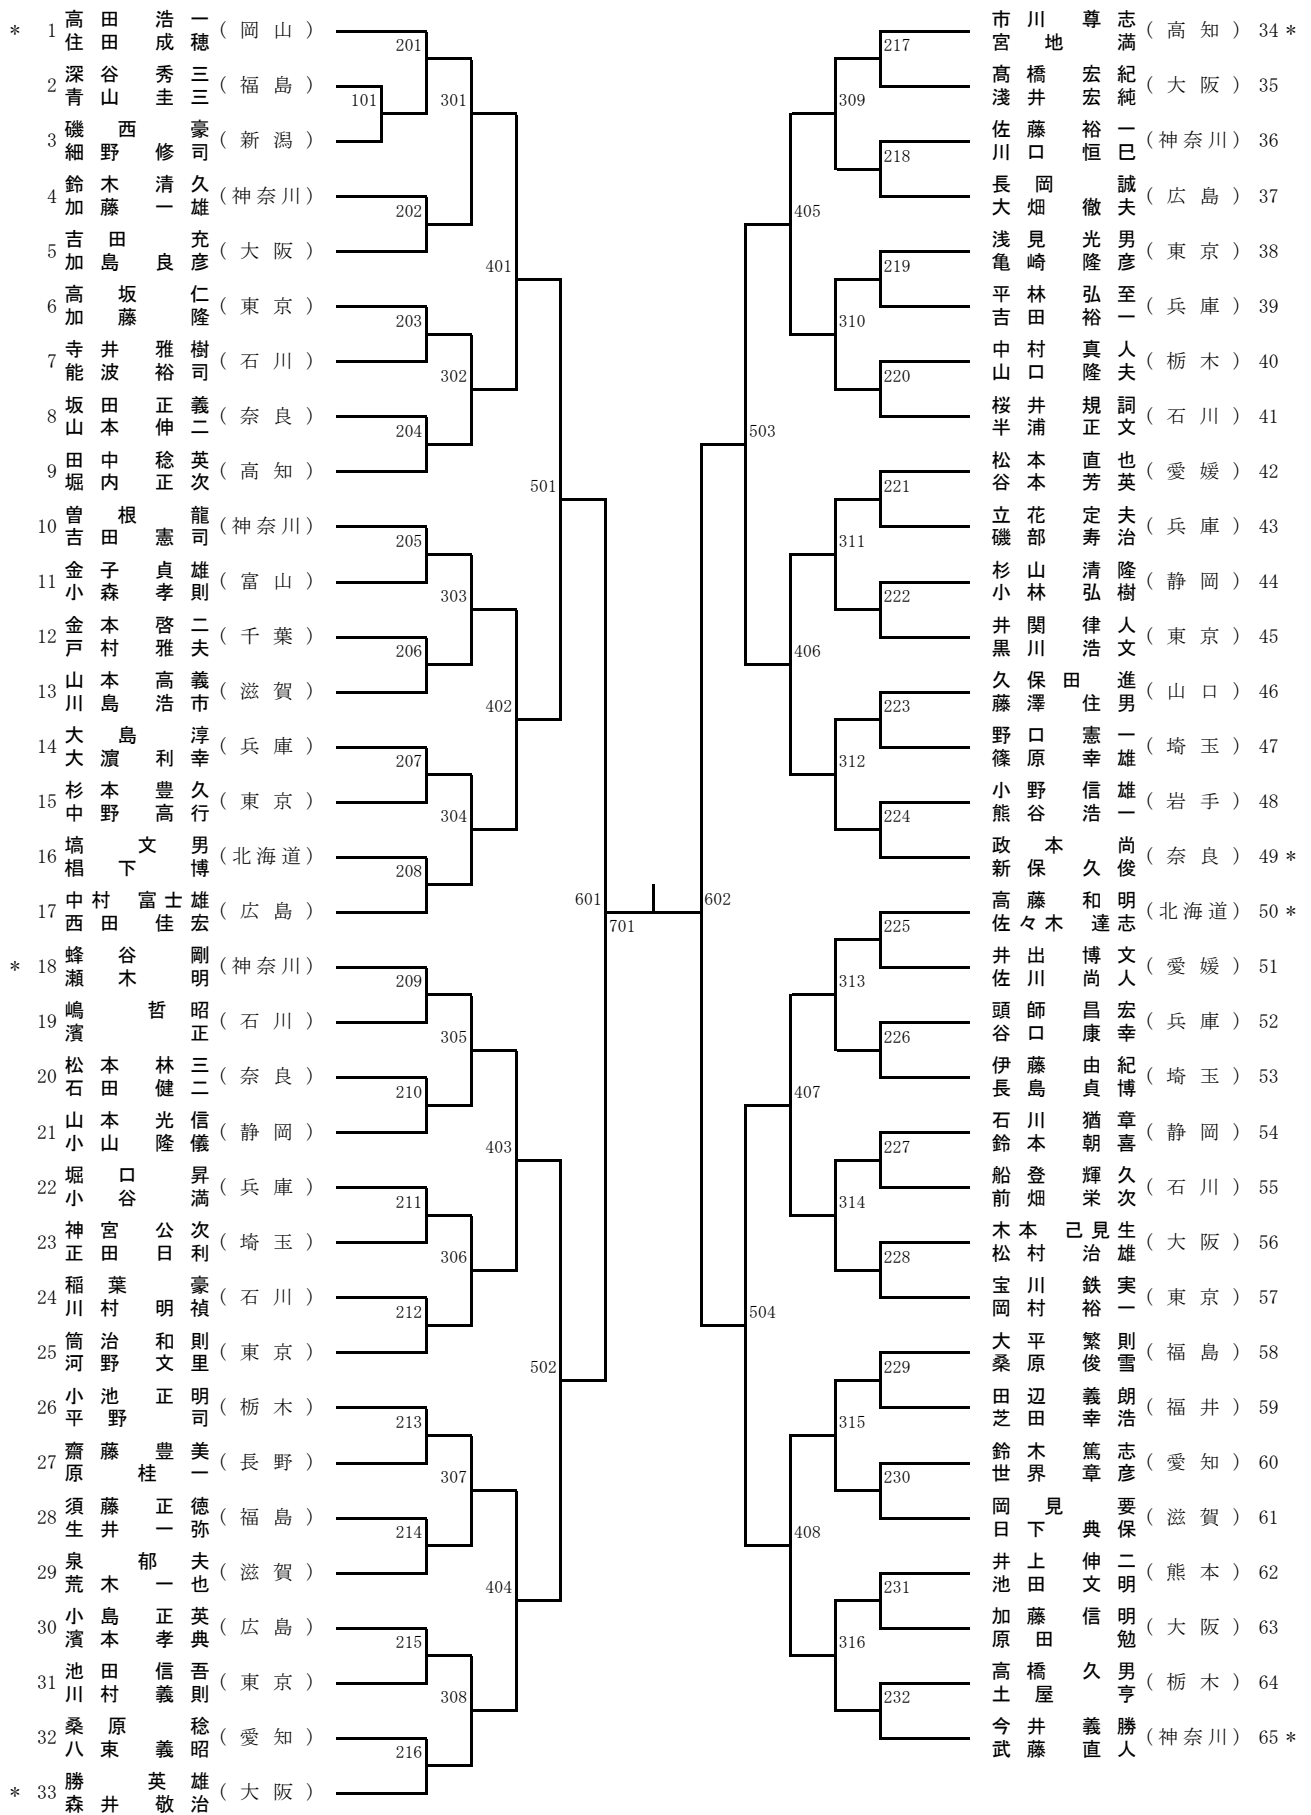 * 1 高田 浩一 (岡山)
住田 成穂
2 深谷 秀三 (福島)
青山 圭三
3 磯西 豪 (新潟)
細野 修司
4 鈴木 清久 (神奈川)
加藤 一雄
5 吉田 充 (大阪)
加島 良彦
6 高坂 仁 (東京)
加藤 隆
7 寺井 雅樹 (石川)
能波 裕司
8 坂田 正義 (奈良)
山本 伸二
9 田中 稔英 (高知)
堀内 正次
10 曽根 龍 (神奈川)
吉田 憲司
11 金子 貞雄 (富山)
小森 孝則
12 金本 啓二 (千葉)
戸村 雅夫
13 山本 高義 (滋賀)
川島 浩市
14 大島 淳 (兵庫)
大濵 利幸
15 杉本 豊久 (東京)
中野 高行
16 塙 文男 (北海道)
椙下 博
17 中村 富士雄 (広島)
西田 佳宏
* 18 蜂谷 剛 (神奈川)
瀬木 明
19 嶋 哲昭 (石川)
濱 正
20 松本 林三 (奈良)
石田 健二
21 山本 光信 (静岡)
小山 隆儀
22 堀口 昇 (兵庫)
小谷 満
23 神宮 公次 (埼玉)
正田 日利
24 稲葉 豪 (石川)
川村 明禎
25 筒治 和則 (東京)
河野 文里
26 小池 正明 (栃木)
平野 司
27 齋藤 豊美 (長野)
原 桂一
28 須藤 正徳 (福島)
生井 一弥
29 泉 郁夫 (滋賀)
荒木 一也
30 小島 正英 (広島)
濱本 孝典
31 池田 信吾 (東京)
川村 義則
32 桑原 稔 (愛知)
八束 義昭
* 33 勝 英雄 (大阪)
森井 敬治
101
201
202
203
204
205
206
207
208
209
210
211
212
213
214
215
216
301
302
303
304
305
306
307
308
401
402
403
404
501
502
601
701
602
503
504
405
406
407
408
309
310
311
312
313
314
315
316
217
218
219
220
221
222
223
224
225
226
227
228
229
230
231
232
市川 尊志 (高知) 34 *
宮地 満
髙橋 宏紀 (大阪) 35
淺井 宏純
佐藤 裕一 (神奈川) 36
川口 恒巳
長岡 誠 (広島) 37
大畑 徹夫
浅見 光男 (東京) 38
亀崎 隆彦
平林 弘至 (兵庫) 39
吉田 裕一
中村 真人 (栃木) 40
山口 隆夫
桜井 規詞 (石川) 41
半浦 正文
松本 直也 (愛媛) 42
谷本 芳英
立花 定夫 (兵庫) 43
磯部 寿治
杉山 清隆 (静岡) 44
小林 弘樹
井関 律人 (東京) 45
黒川 浩文
久保田 進 (山口) 46
藤澤 住男
野口 憲一 (埼玉) 47
篠原 幸雄
小野 信雄 (岩手) 48
熊谷 浩一
政本 尚 (奈良) 49 *
新保 久俊
高藤 和明 (北海道) 50 *
佐々木 達志
井出 博文 (愛媛) 51
佐川 尚人
頭師 昌宏 (兵庫) 52
谷口 康幸
伊藤 由紀 (埼玉) 53
長島 貞博
石川 猶章 (静岡) 54
鈴本 朝喜
船登 輝久 (石川) 55
前畑 栄次
木本 己見生 (大阪) 56
松村 治雄
宝川 鉄実 (東京) 57
岡村 裕一
大平 繁則 (福島) 58
桑原 俊雪
田辺 義朗 (福井) 59
芝田 幸浩
鈴木 篤志 (愛知) 60
世界 章彦
岡見 要 (滋賀) 61
日下 典保
井上 伸二 (熊本) 62
池田 文明
加藤 信明 (大阪) 63
原田 勉
高橋 久男 (栃木) 64
土屋 亨
今井 義勝 (神奈川) 65 *
武藤 直人